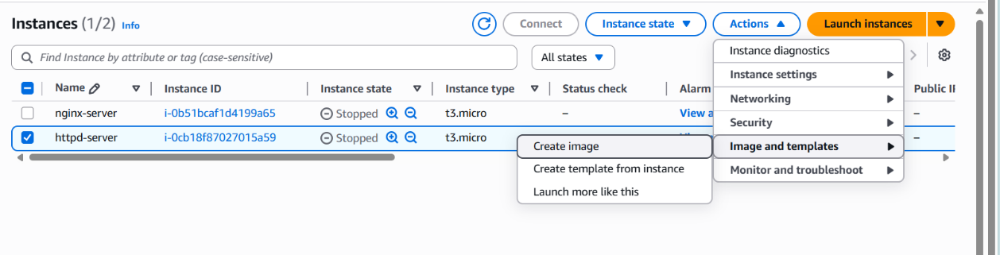 Instances (1/2) Info
Connect
Instance state
Actions
Launch instances
Find Instance by attribute or tag (case-sensitive)
All states
Name Instance ID Instance state Instance type Status check Alarm Public
nginx-server i-0b51bcaf1d4199a65 Stopped t3.micro – View –
httpd-server i-0cb18f87027015a59 Stopped t3.micro –
Instance diagnostics
Instance settings
Networking
Security
Image and templates
Monitor and troubleshoot
Create image
Create template from instance
Launch more like this